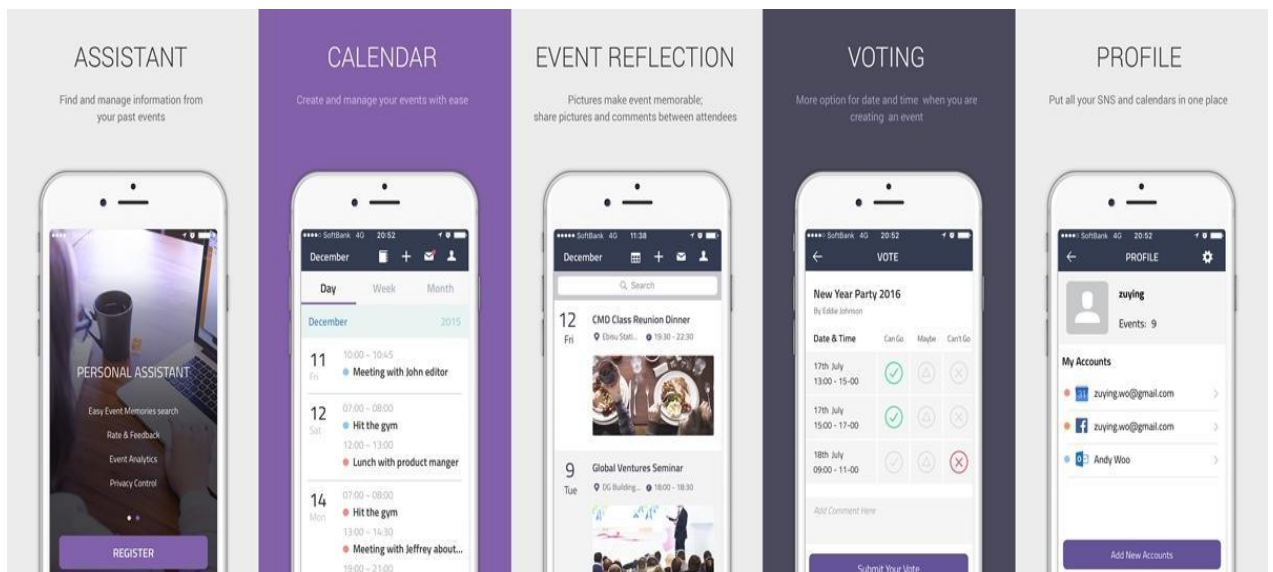 ASSISTANT
Find and manage information from
your past events
PERSONAL ASSISTANT
Easy Event Memories search
Rate & Feedback
Event Analytics
Privacy Control
REGISTER
CALENDAR
Create and manage your events with ease
SoftBank 4G 20:52
December
Day Week Month
December 2015
11 10:00 - 10:45
Fri Meeting with John editor
12 07:00 - 08:00
Sat Hit the gym
12:00 - 13:00
Lunch with product manger
14 07:00 - 08:00
Mon Hit the gym
13:00 - 14:30
Meeting with Jeffrey about...
19:00 - 21:00
EVENT REFLECTION
Pictures make event memorable;
share pictures and comments between attendees
SoftBank 4G 11:38
December
Search
12 CMD Class Reunion Dinner
Fri Ebisu Stati... 19:30 - 22:30
9 Global Ventures Seminar
Tue DG Building... 18:00 - 18:30
VOTING
More option for date and time when you are
creating an event
SoftBank 4G 20:52
VOTE
New Year Party 2016
By Eddie Johnson
Date & Time Can Go Maybe Can't Go
17th July
13:00 - 15-00
17th July
15:00 - 17-00
18th July
09:00 - 11-00
Add Comment Here
Submit Your Vote
PROFILE
Put all your SNS and calendars in one place
SoftBank 4G 20:52
PROFILE
zuying
Events: 9
My Accounts
31 zuying.wo@gmail.com
zuying.wo@gmail.com
Andy Woo
Add New Accounts